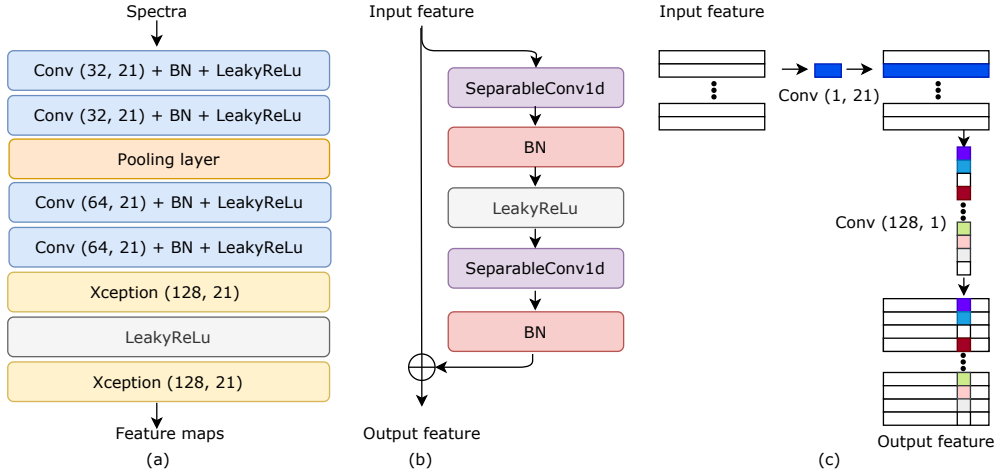 Spectra
Conv (32, 21) + BN + LeakyReLu
Conv (32, 21) + BN + LeakyReLu
Pooling layer
Conv (64, 21) + BN + LeakyReLu
Conv (64, 21) + BN + LeakyReLu
Xception (128, 21)
LeakyReLu
Xception (128, 21)
Feature maps
(a)
Input feature
SeparableConv1d
BN
LeakyReLu
SeparableConv1d
BN
Output feature
(b)
Input feature
Conv (1, 21)
Conv (128, 1)
Output feature
(c)